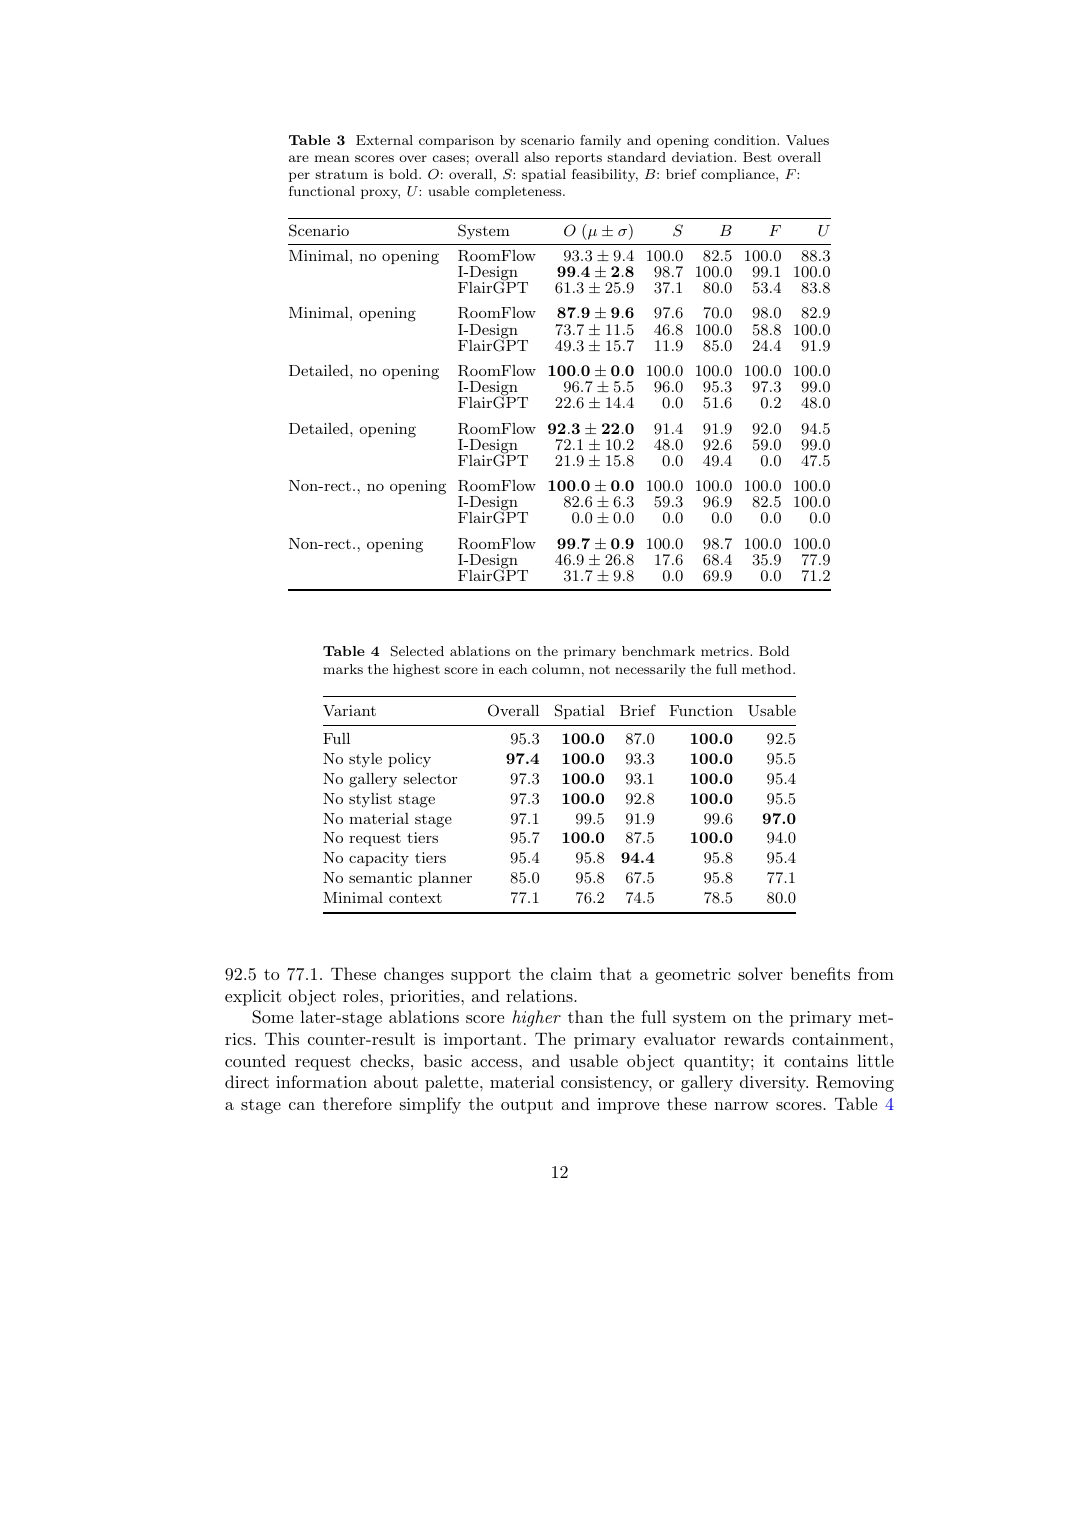 Table 3 External comparison by scenario family and opening condition. Values
are mean scores over cases; overall also reports standard deviation. Best overall
per stratum is bold. O: overall, S: spatial feasibility, B: brief compliance, F:
functional proxy, U: usable completeness.
Scenario System O (μ ± σ) S B F U
Minimal, no opening RoomFlow 93.3 ± 9.4 100.0 82.5 100.0 88.3
I-Design 99.4 ± 2.8 98.7 100.0 99.1 100.0
FlairGPT 61.3 ± 25.9 37.1 80.0 53.4 83.8
Minimal, opening RoomFlow 87.9 ± 9.6 97.6 70.0 98.0 82.9
I-Design 73.7 ± 11.5 46.8 100.0 58.8 100.0
FlairGPT 49.3 ± 15.7 11.9 85.0 24.4 91.9
Detailed, no opening RoomFlow 100.0 ± 0.0 100.0 100.0 100.0 100.0
I-Design 96.7 ± 5.5 96.0 95.3 97.3 99.0
FlairGPT 22.6 ± 14.4 0.0 51.6 0.2 48.0
Detailed, opening RoomFlow 92.3 ± 22.0 91.4 91.9 92.0 94.5
I-Design 72.1 ± 10.2 48.0 92.6 59.0 99.0
FlairGPT 21.9 ± 15.8 0.0 49.4 0.0 47.5
Non-rect., no opening RoomFlow 100.0 ± 0.0 100.0 100.0 100.0 100.0
I-Design 82.6 ± 6.3 59.3 96.9 82.5 100.0
FlairGPT 0.0 ± 0.0 0.0 0.0 0.0 0.0
Non-rect., opening RoomFlow 99.7 ± 0.9 100.0 98.7 100.0 100.0
I-Design 46.9 ± 26.8 17.6 68.4 35.9 77.9
FlairGPT 31.7 ± 9.8 0.0 69.9 0.0 71.2
Table 4 Selected ablations on the primary benchmark metrics. Bold
marks the highest score in each column, not necessarily the full method.
Variant Overall Spatial Brief Function Usable
Full 95.3 100.0 87.0 100.0 92.5
No style policy 97.4 100.0 93.3 100.0 95.5
No gallery selector 97.3 100.0 93.1 100.0 95.4
No stylist stage 97.3 100.0 92.8 100.0 95.5
No material stage 97.1 99.5 91.9 99.6 97.0
No request tiers 95.7 100.0 87.5 100.0 94.0
No capacity tiers 95.4 95.8 94.4 95.8 95.4
No semantic planner 85.0 95.8 67.5 95.8 77.1
Minimal context 77.1 76.2 74.5 78.5 80.0
92.5 to 77.1. These changes support the claim that a geometric solver benefits from
explicit object roles, priorities, and relations.
Some later-stage ablations score higher than the full system on the primary met-
rics. This counter-result is important. The primary evaluator rewards containment,
counted request checks, basic access, and usable object quantity; it contains little
direct information about palette, material consistency, or gallery diversity. Removing
a stage can therefore simplify the output and improve these narrow scores. Table 4
12